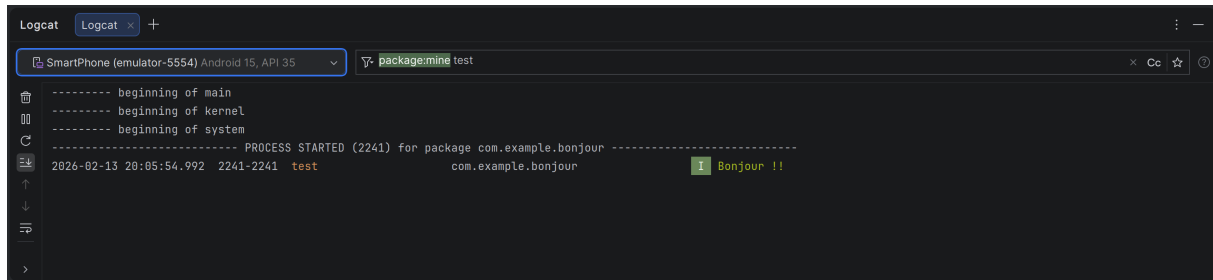 Logcat Logcat
SmartPhone (emulator-5554) Android 15, API 35 package:mine test Cc
--------- beginning of main
--------- beginning of kernel
--------- beginning of system
---------------------------- PROCESS STARTED (2241) for package com.example.bonjour ----------------------------
2026-02-13 20:05:54.992 2241-2241 test com.example.bonjour I Bonjour !!